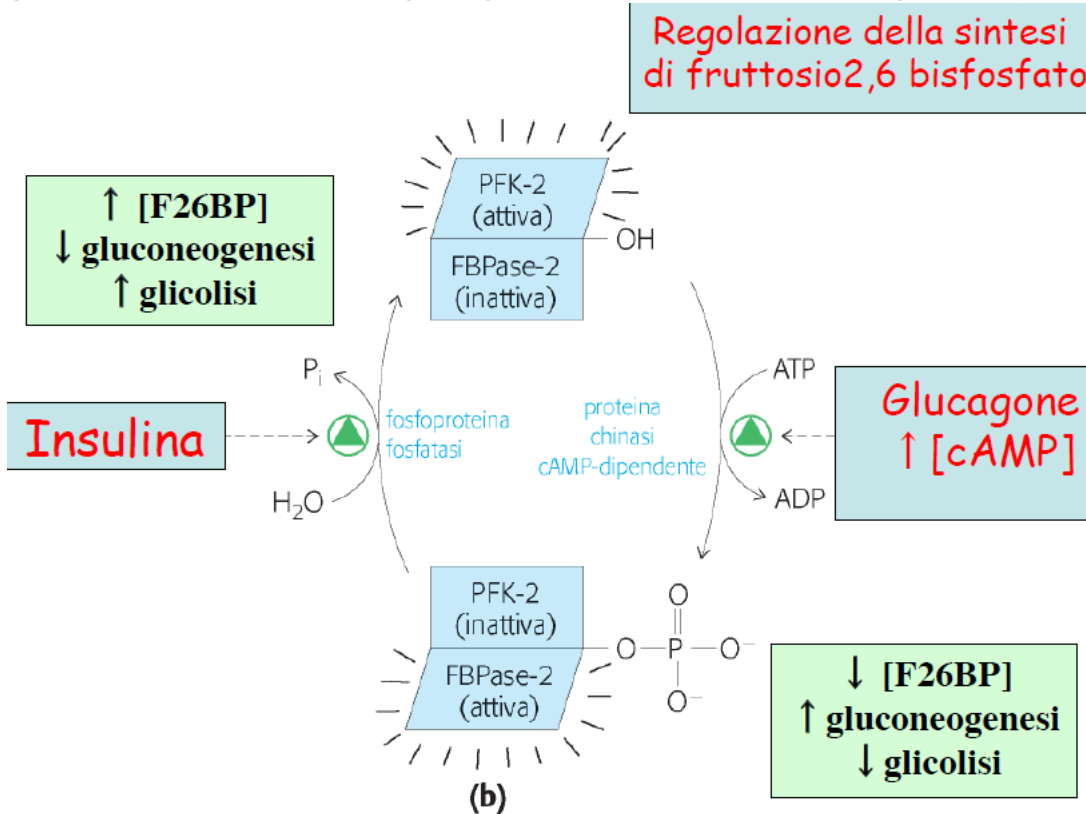 Regolazione della sintesi
di fruttosio2,6 bisfosfato
↑ [F26BP]
↓ gluconeogenesi
↑ glicolisi
PFK-2
(attiva)
OH
FBPase-2
(inattiva)
Pi
ATP
Insulina
fosfoproteina
fosfatasi
proteina
chinasi
cAMP-dipendente
Glucagone
↑ [cAMP]
H₂O
ADP
PFK-2
(inattiva)
FBPase-2
(attiva)
O
O–P–O⁻
O⁻
↓ [F26BP]
↑ gluconeogenesi
↓ glicolisi
(b)